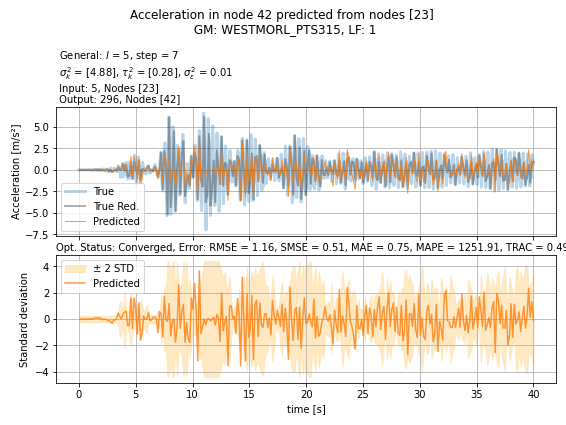 Acceleration in node 42 predicted from nodes [23]
GM: WESTMORL_PTS315, LF: 1
General: l = 5, step = 7
σ²ₖ = [4.88], τ²ₖ = [0.28], σ²ε = 0.01
Input: 5, Nodes [23]
Output: 296, Nodes [42]
Acceleration [m/s²]
5.0
2.5
0.0
−2.5
−5.0
−7.5
True
True Red.
Predicted
Opt. Status: Converged, Error: RMSE = 1.16, SMSE = 0.51, MAE = 0.75, MAPE = 1251.91, TRAC = 0.49
Standard deviation
4
2
0
−2
−4
± 2 STD
Predicted
0 5 10 15 20 25 30 35 40
time [s]